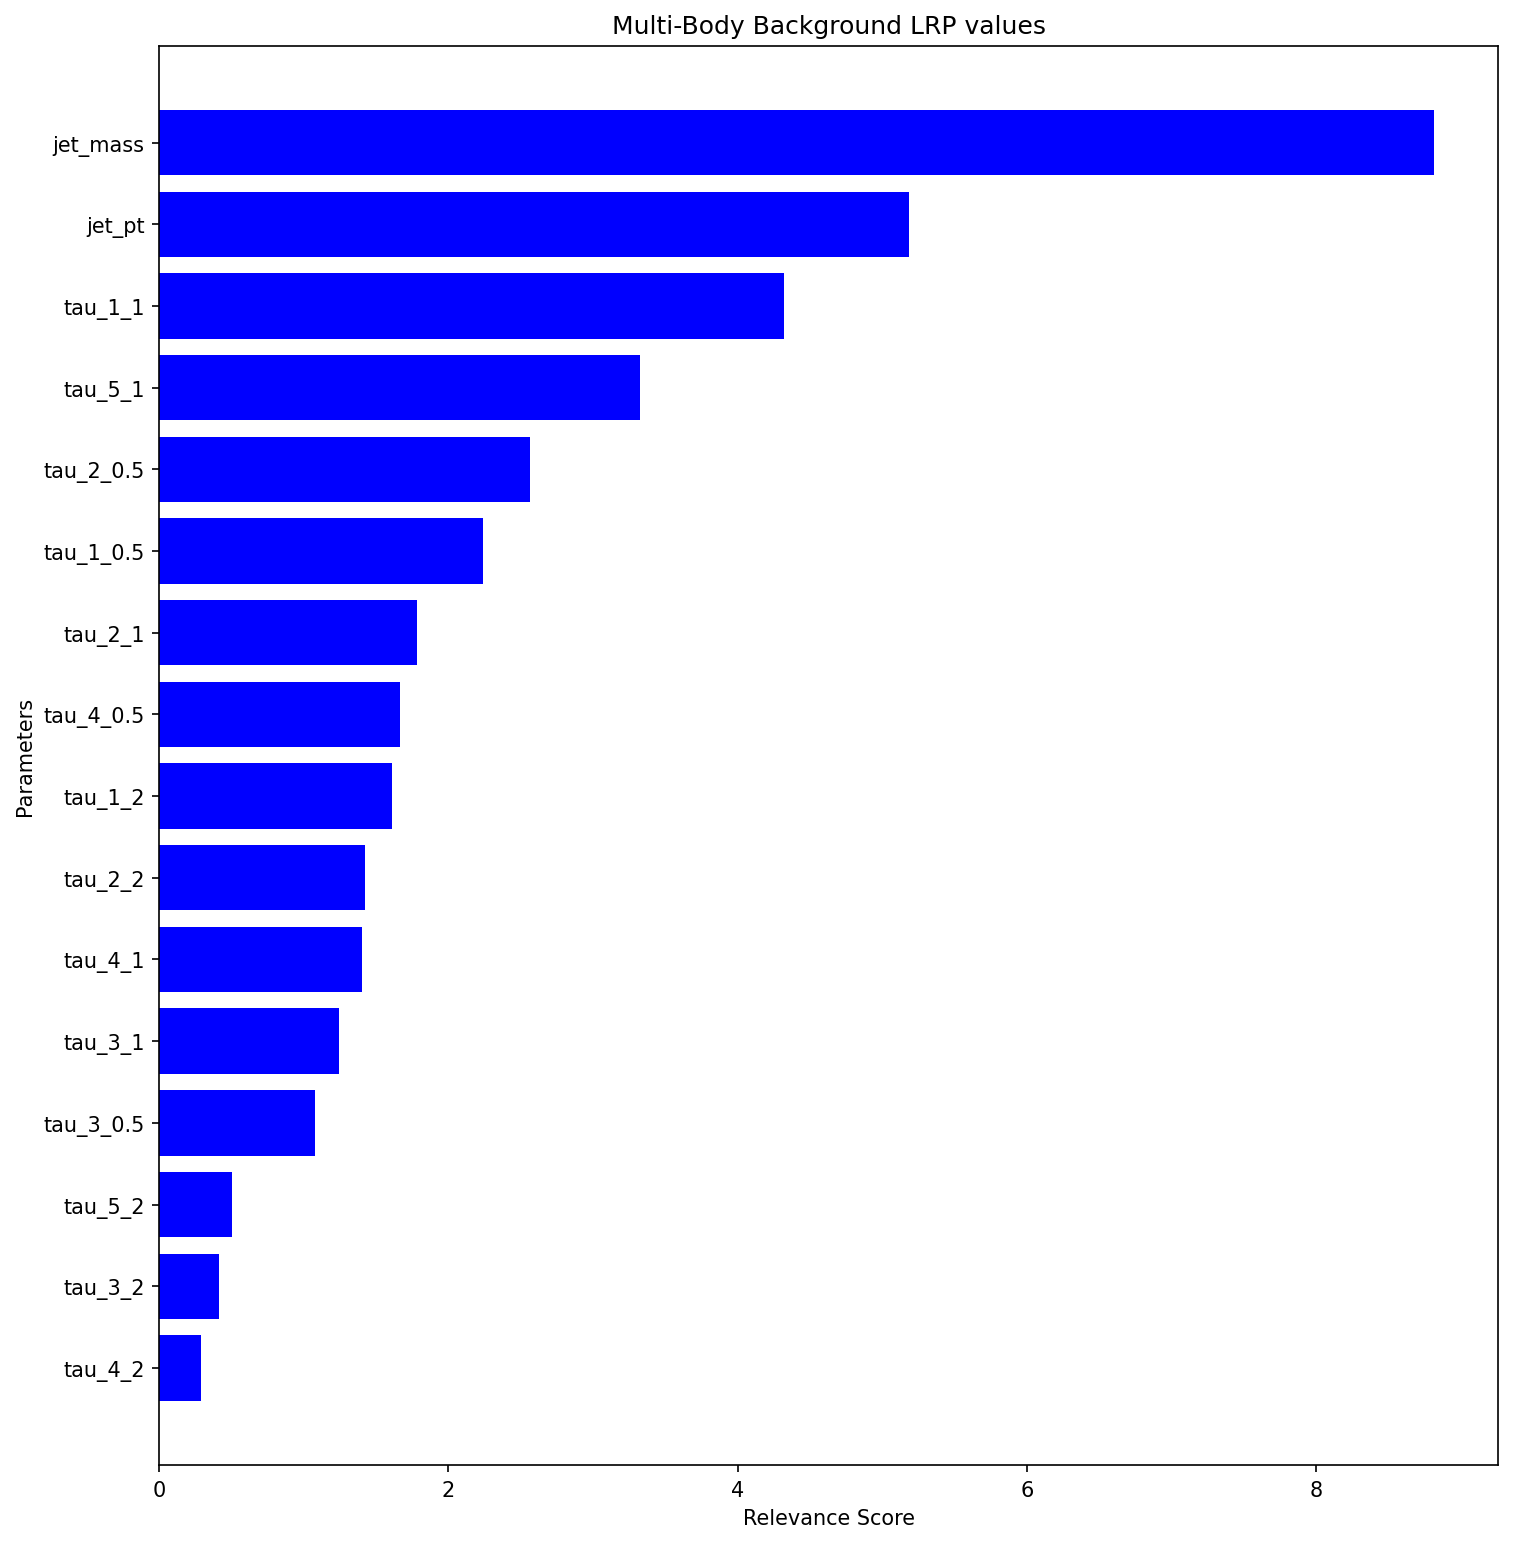 Multi-Body Background LRP values
jet_mass
jet_pt
tau_1_1
tau_5_1
tau_2_0.5
tau_1_0.5
tau_2_1
tau_4_0.5
tau_1_2
tau_2_2
tau_4_1
tau_3_1
tau_3_0.5
tau_5_2
tau_3_2
tau_4_2
Parameters
0 2 4 6 8
Relevance Score